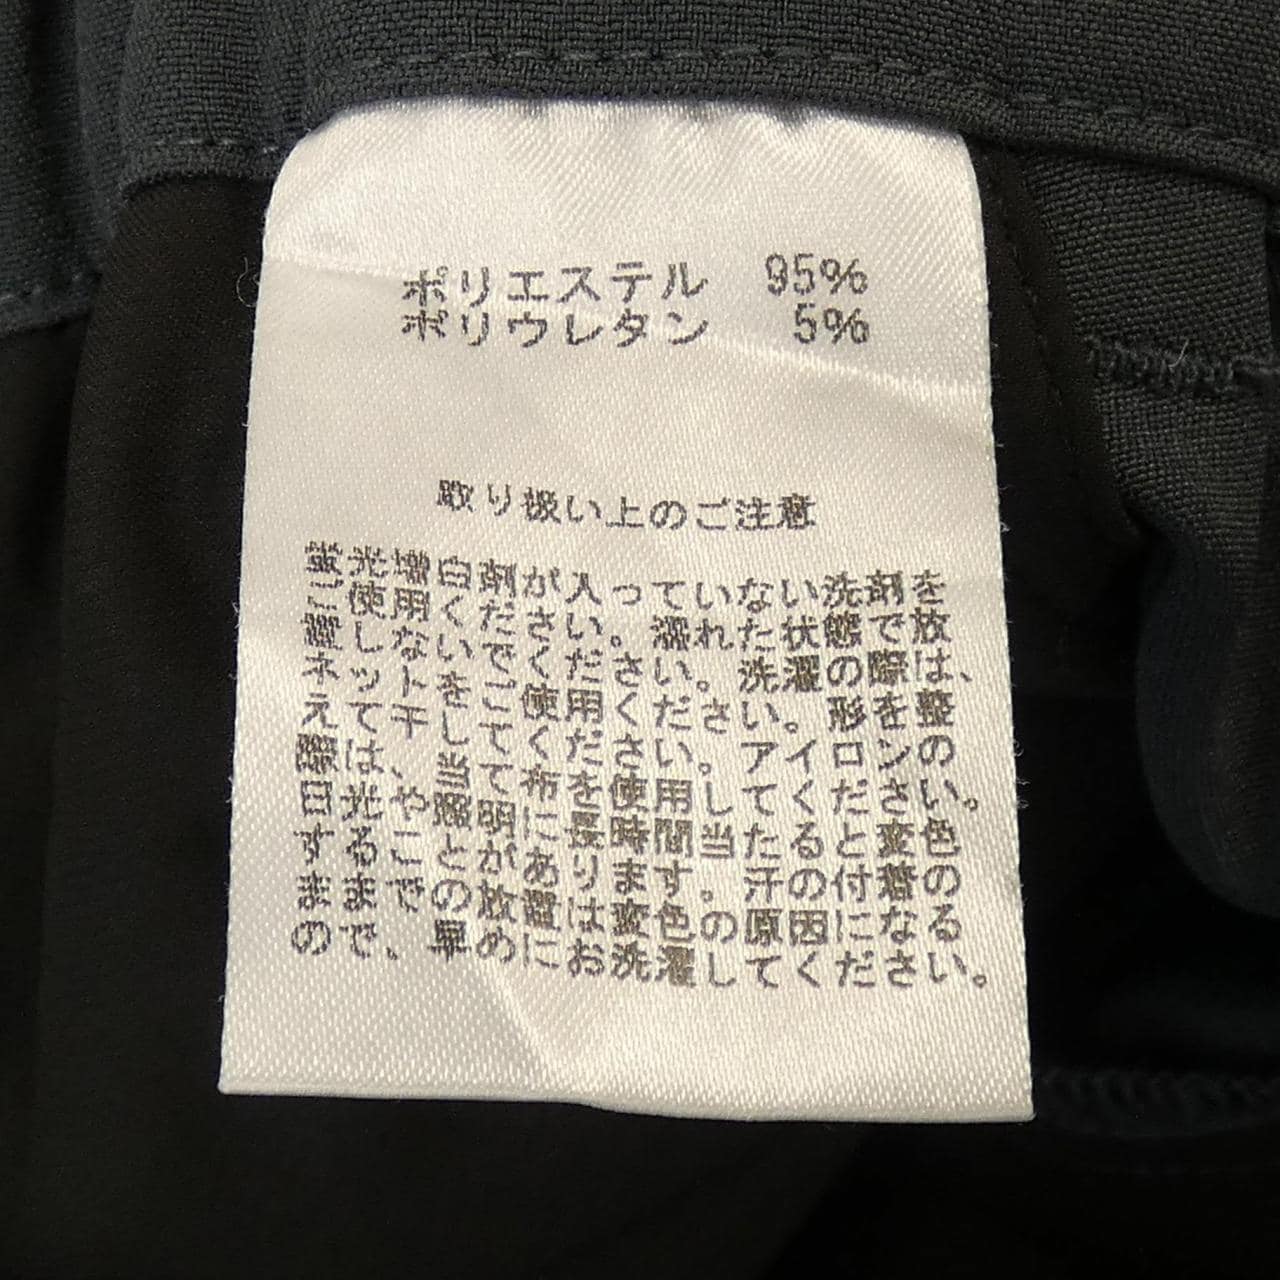 ポリエステル 95%
ポリウレタン 5%
取り扱い上のご注意
蛍光増白剤が入っていない洗剤を
ご使用ください。濡れた状態で放
置しないでください。洗濯の際は、
ネットをご使用ください。形を整
えて干してください。アイロンの
際は、当て布を使用してください。
日光や照明に長時間当たると変色
することがあります。汗の付着の
ままでの放置は変色の原因になる
ので、早めにお洗濯してください。